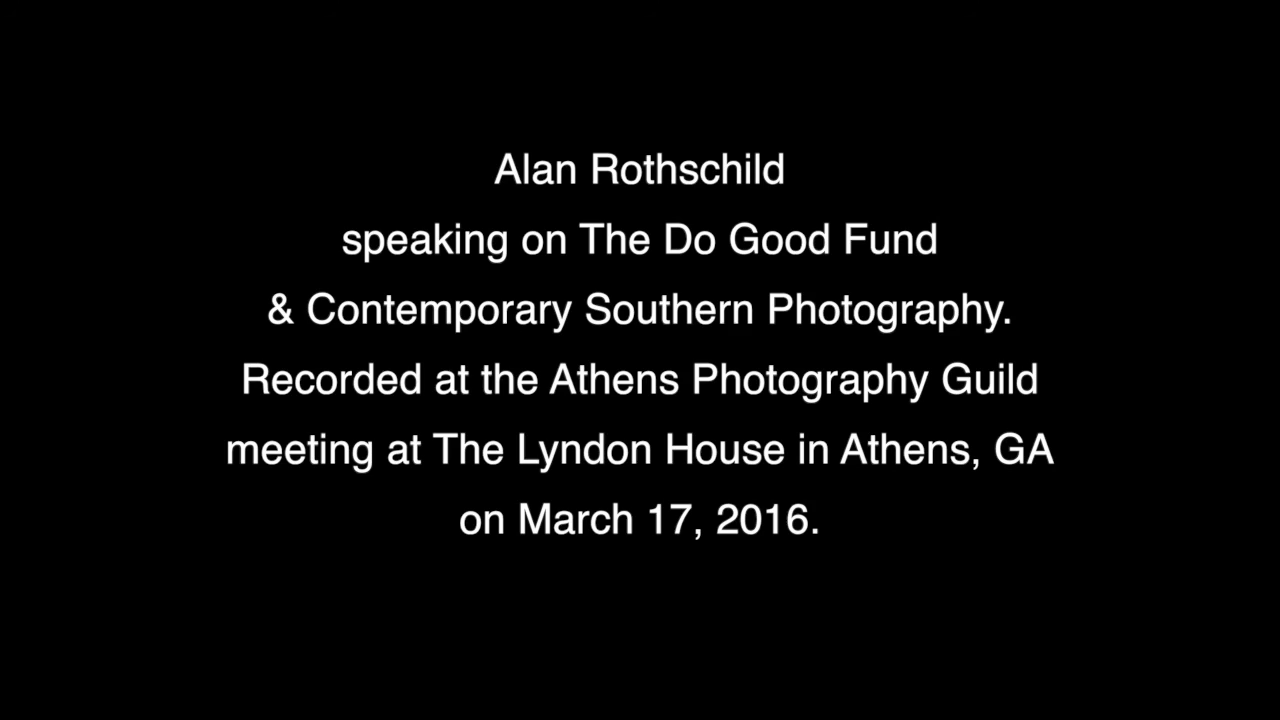 Alan Rothschild
speaking on The Do Good Fund
& Contemporary Southern Photography.
Recorded at the Athens Photography Guild
meeting at The Lyndon House in Athens, GA
on March 17, 2016.